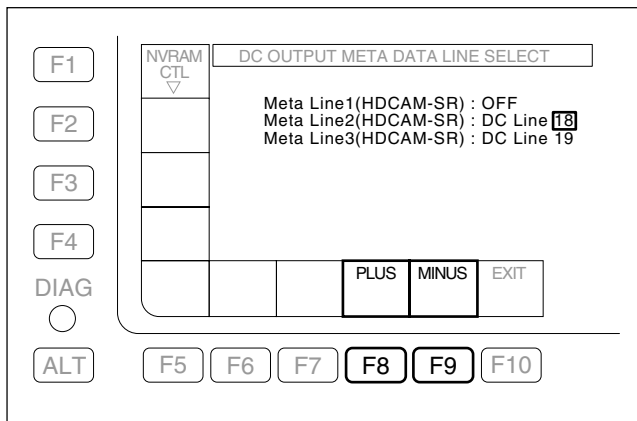 F1
F2
F3
F4
DIAG
ALT
NVRAM
CTL
DC OUTPUT META DATA LINE SELECT
Meta Line1(HDCAM-SR) : OFF
Meta Line2(HDCAM-SR) : DC Line 18
Meta Line3(HDCAM-SR) : DC Line 19
PLUS MINUS EXIT
F5 F6 F7 F8 F9 F10